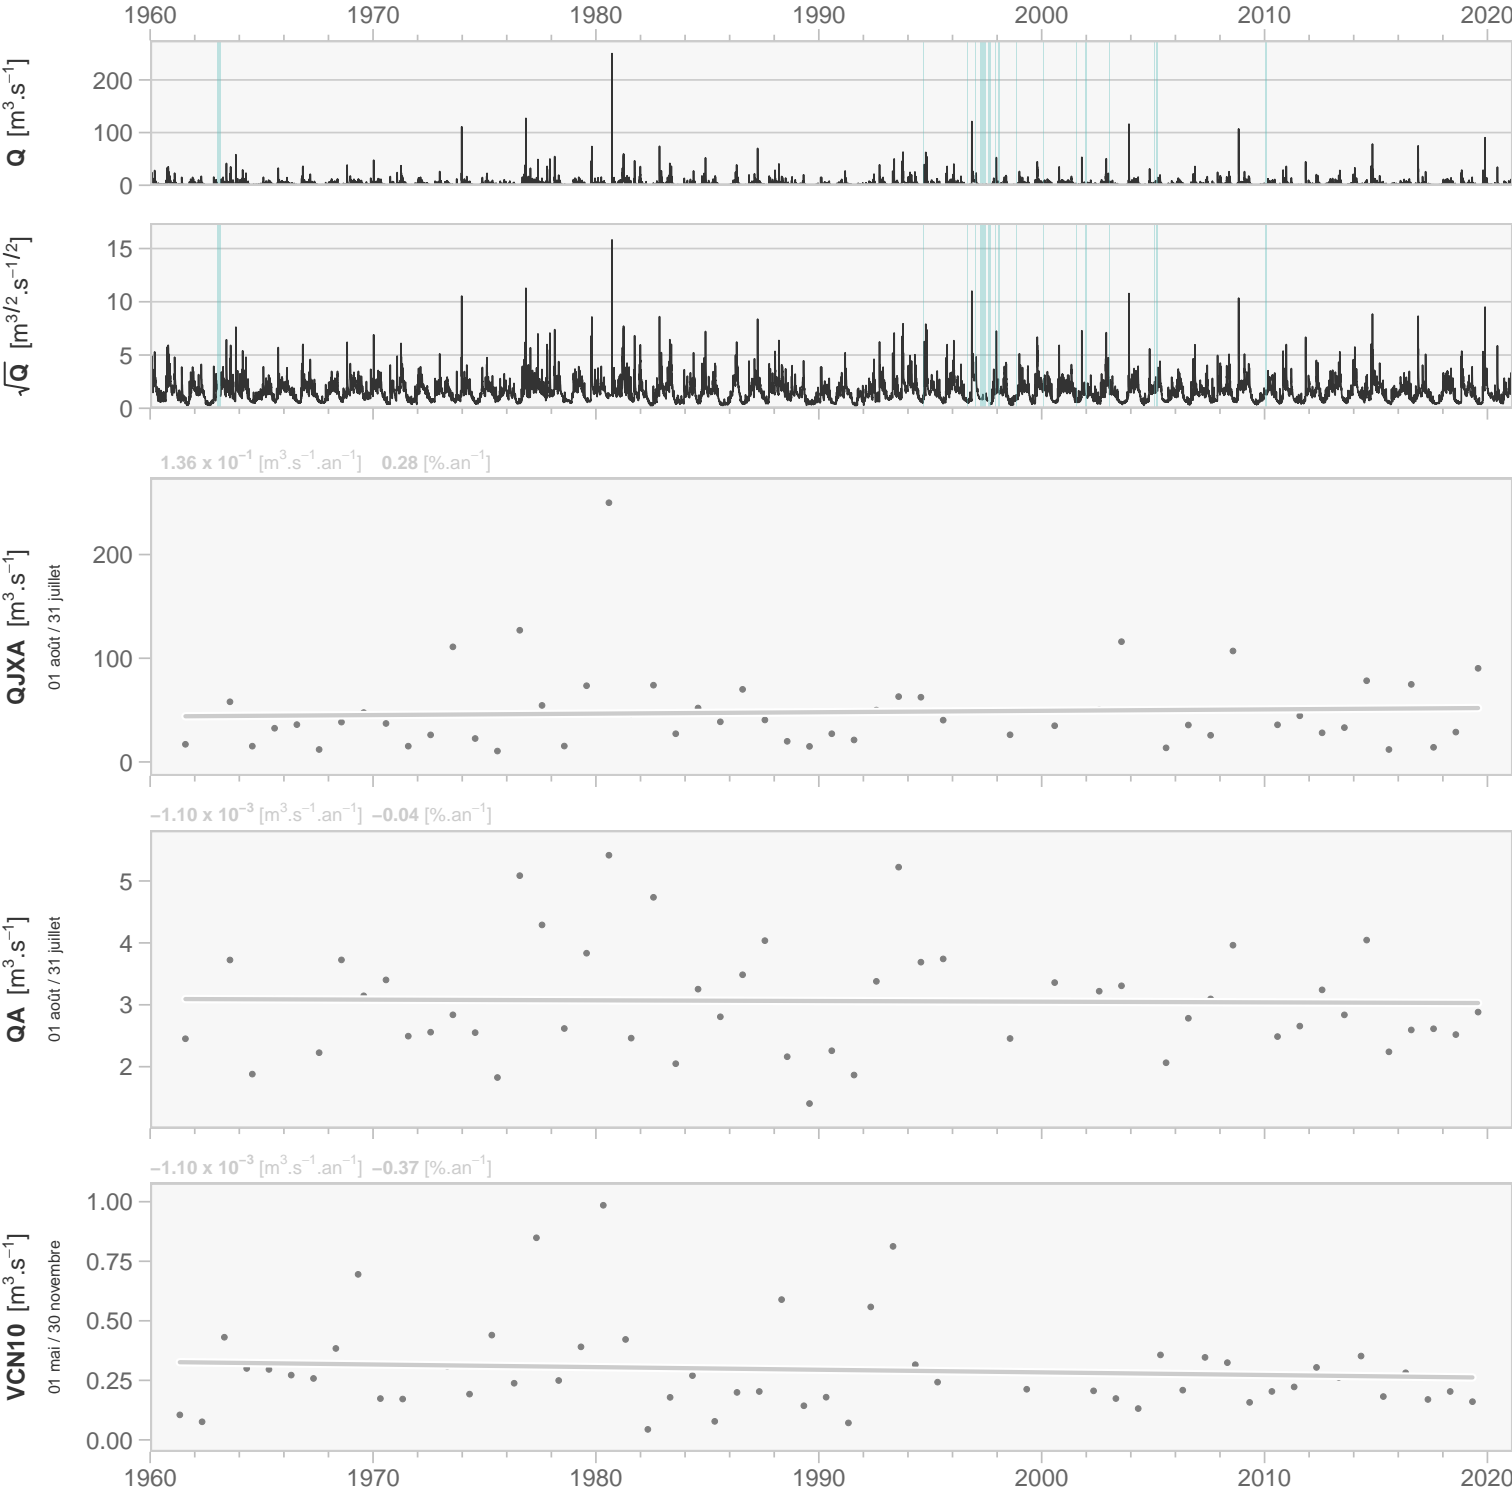 1960 1970 1980 1990 2000 2010 2020
Q [m³.s⁻¹]
200
100
0
√Q [m³/².s⁻¹/²]
15
10
5
0
1.36 x 10⁻¹ [m³.s⁻¹.an⁻¹] 0.28 [%.an⁻¹]
QJXA [m³.s⁻¹]
01 août / 31 juillet
200
100
0
−1.10 x 10⁻³ [m³.s⁻¹.an⁻¹] −0.04 [%.an⁻¹]
QA [m³.s⁻¹]
01 août / 31 juillet
5
4
3
2
−1.10 x 10⁻³ [m³.s⁻¹.an⁻¹] −0.37 [%.an⁻¹]
VCN10 [m³.s⁻¹]
01 mai / 30 novembre
1.00
0.75
0.50
0.25
0.00
1960 1970 1980 1990 2000 2010 2020